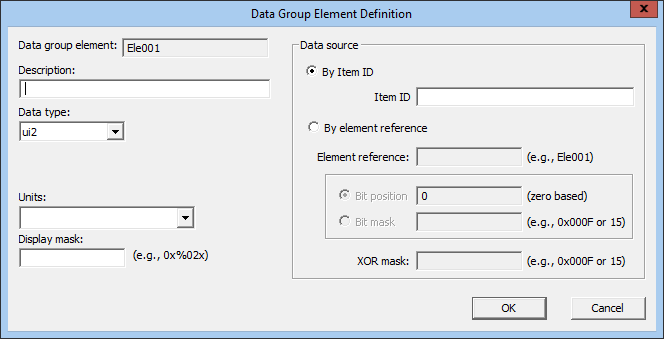 Data Group Element Definition
x
Data group element: Ele001
Description:
Data type:
ui2
Units:
Display mask:
(e.g., 0x%02x)
Data source
By Item ID
Item ID
By element reference
Element reference: (e.g., Ele001)
Bit position 0 (zero based)
Bit mask (e.g., 0x000F or 15)
XOR mask: (e.g., 0x000F or 15)
OK Cancel